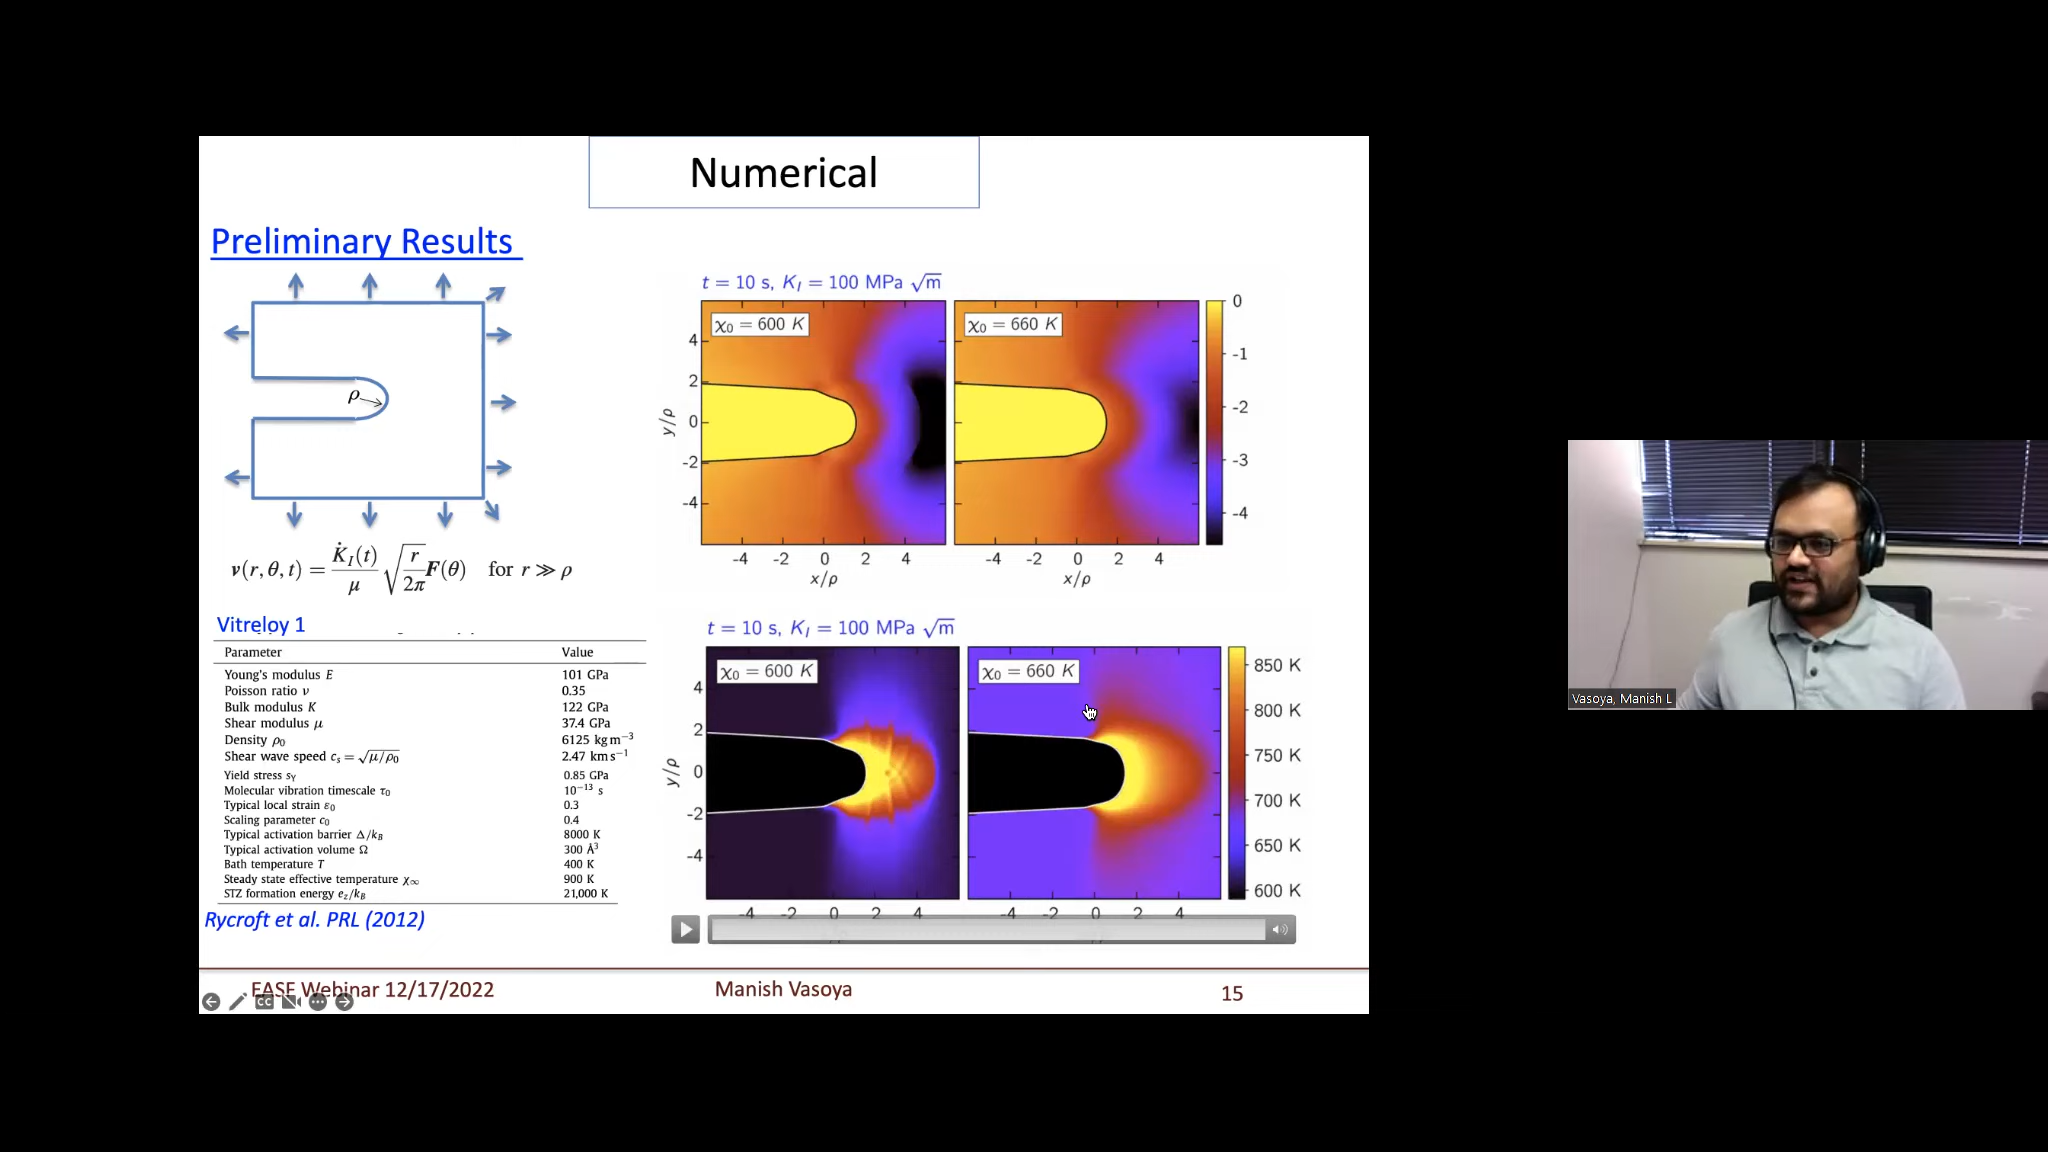 Numerical
Preliminary Results
ρ
v(r, θ, t) = K̇_I(t)/μ √(r/2π) F(θ) for r ≫ ρ
Vitreloy 1
Parameter Value
Young's modulus E 101 GPa
Poisson ratio ν 0.35
Bulk modulus K 122 GPa
Shear modulus μ 37.4 GPa
Density ρ₀ 6125 kg m⁻³
Shear wave speed cₛ = √μ/ρ₀ 2.47 km s⁻¹
Yield stress s_Y 0.85 GPa
Molecular vibration timescale τ₀ 10⁻¹³ s
Typical local strain ε₀ 0.3
Scaling parameter c₀ 0.4
Typical activation barrier Δ/k_B 8000 K
Typical activation volume Ω 300 Å³
Bath temperature T 400 K
Steady state effective temperature χ∞ 900 K
STZ formation energy e_z/k_B 21,000 K
Rycroft et al. PRL (2012)
t = 10 s, K_I = 100 MPa √m
χ₀ = 600 K
χ₀ = 660 K
4
2
0
-2
-4
y/ρ
-4 -2 0 2 4
x/ρ
-4 -2 0 2 4
x/ρ
0
-1
-2
-3
-4
t = 10 s, K_I = 100 MPa √m
χ₀ = 600 K
χ₀ = 660 K
4
2
0
-2
-4
y/ρ
-4 -2 0 2 4
-4 -2 0 2 4
850 K
800 K
750 K
700 K
650 K
600 K
EASE Webinar 12/17/2022
Manish Vasoya
15
CC
Vasoya, Manish L